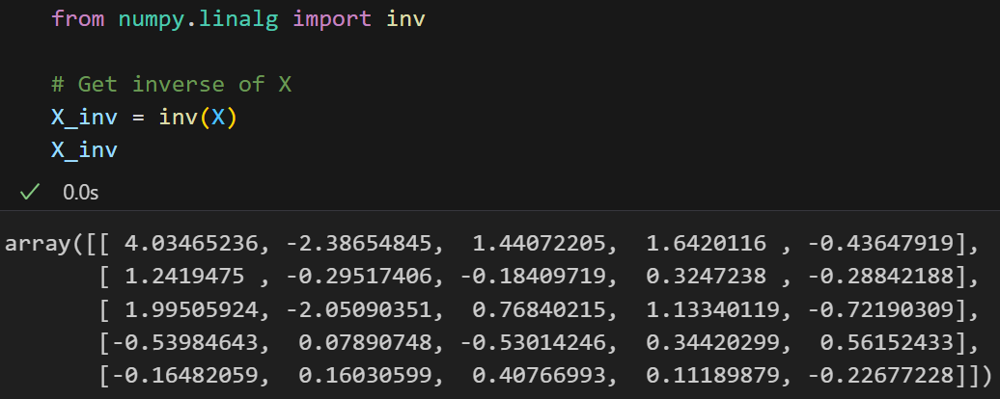 from numpy.linalg import inv
# Get inverse of X
X_inv = inv(X)
X_inv
0.0s
array([[ 4.03465236, -2.38654845,  1.44072205,  1.6420116 , -0.43647919],
       [ 1.2419475 , -0.29517406, -0.18409719,  0.3247238 , -0.28842188],
       [ 1.99505924, -2.05090351,  0.76840215,  1.13340119, -0.72190309],
       [-0.53984643,  0.07890748, -0.53014246,  0.34420299,  0.56152433],
       [-0.16482059,  0.16030599,  0.40766993,  0.11189879, -0.22677228]])